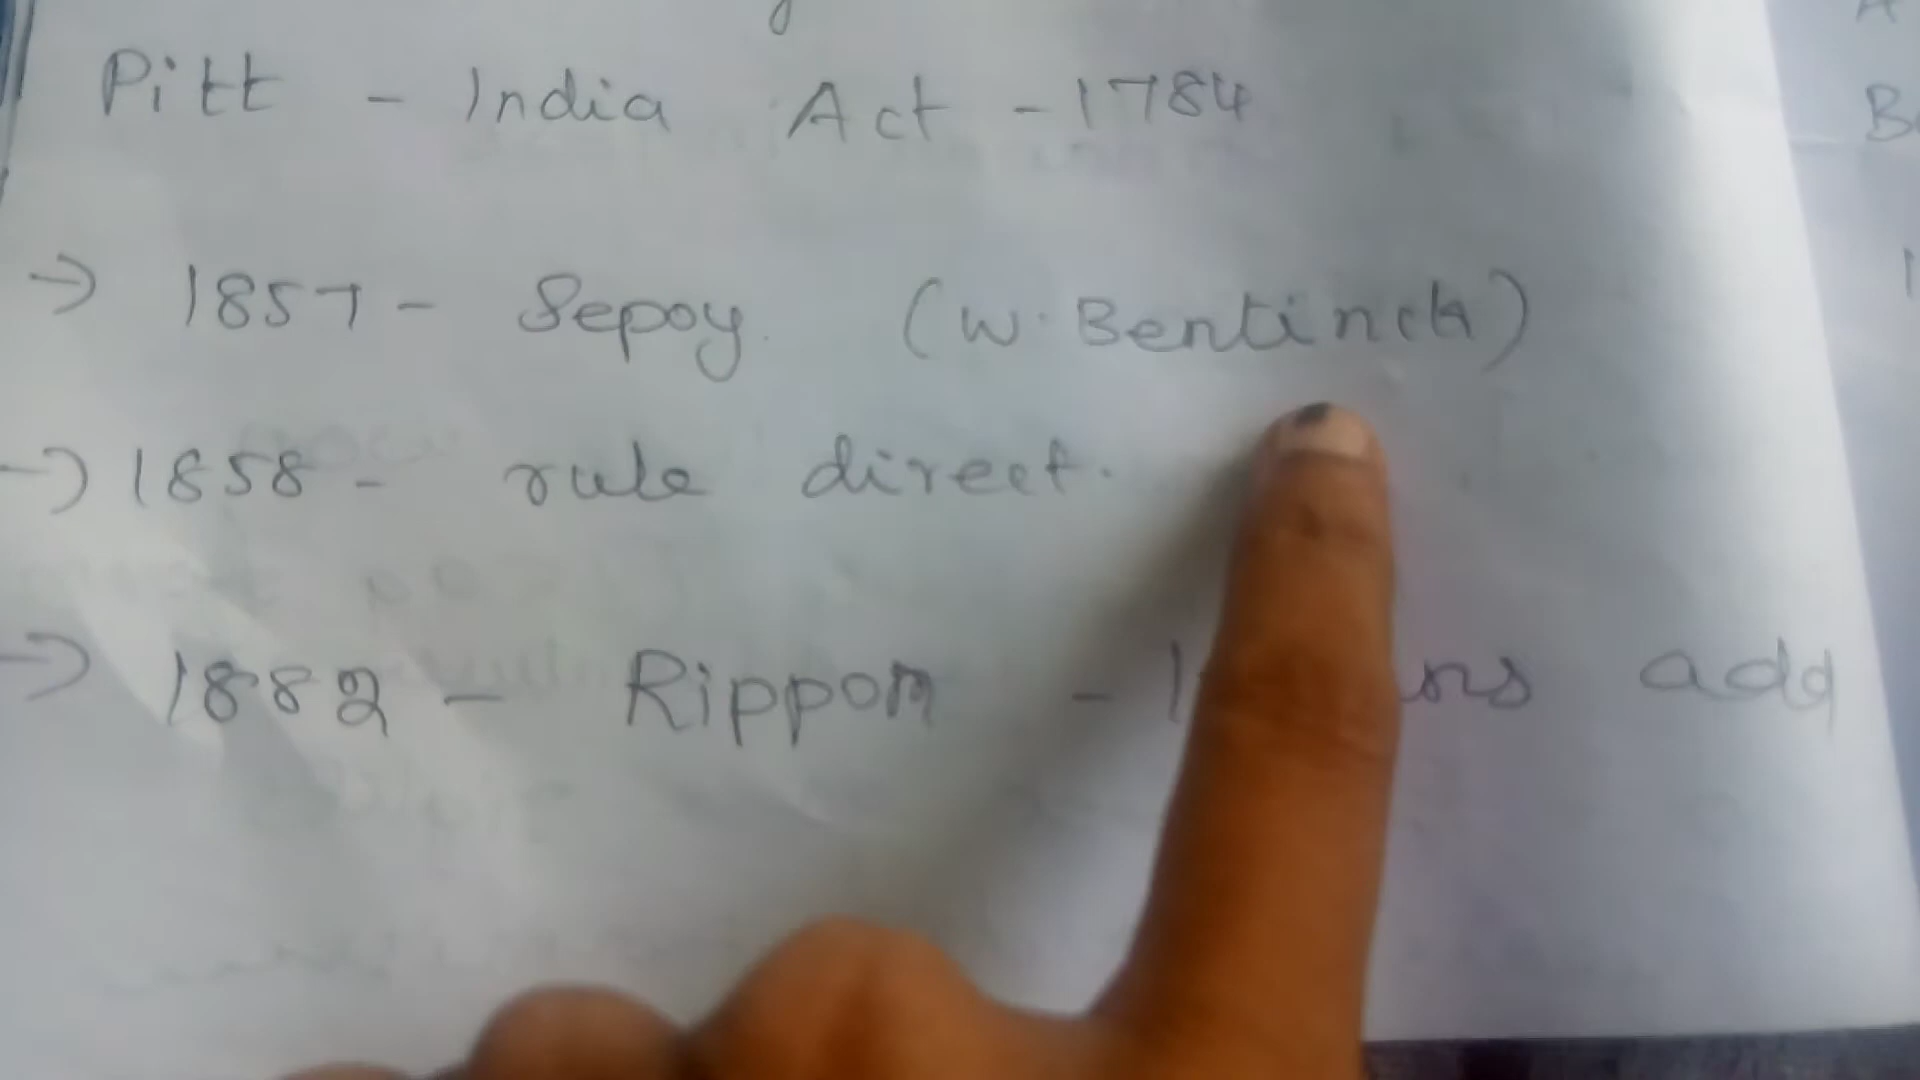 Pitt - India Act - 1784
→ 1857 - Sepoy (W. Bentinck)
→ 1858 - rule direct.
→ 1882 - Rippon - add